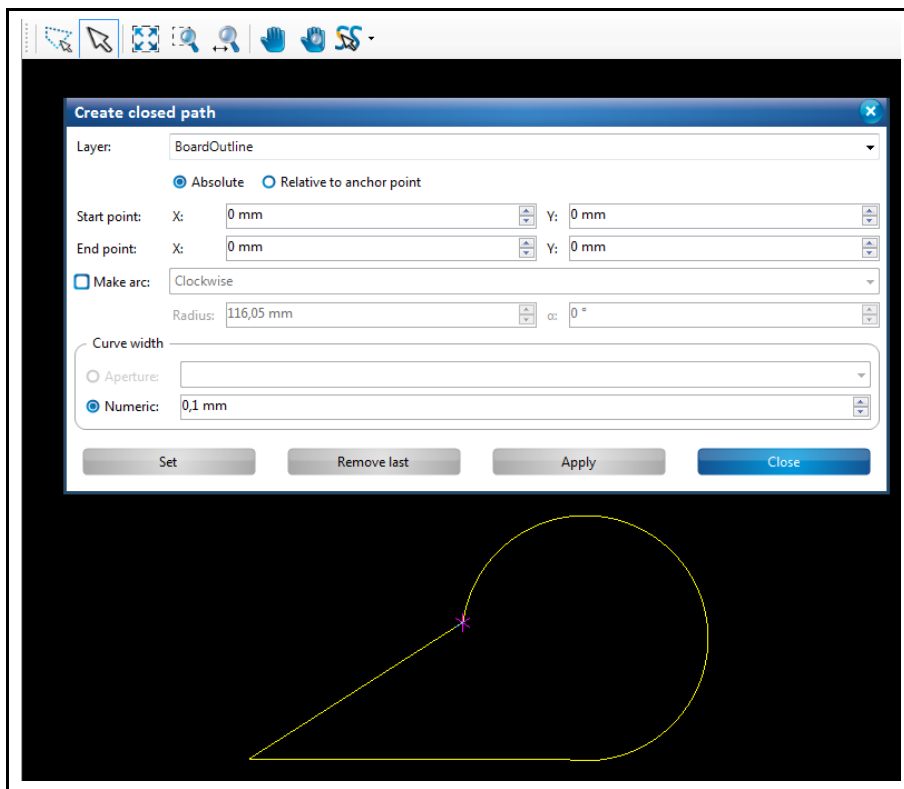 Create closed path
Layer: BoardOutline
Absolute Relative to anchor point
Start point: X: 0 mm Y: 0 mm
End point: X: 0 mm Y: 0 mm
Make arc: Clockwise
Radius: 116,05 mm α: 0 °
Curve width
Aperture:
Numeric: 0,1 mm
Set Remove last Apply Close